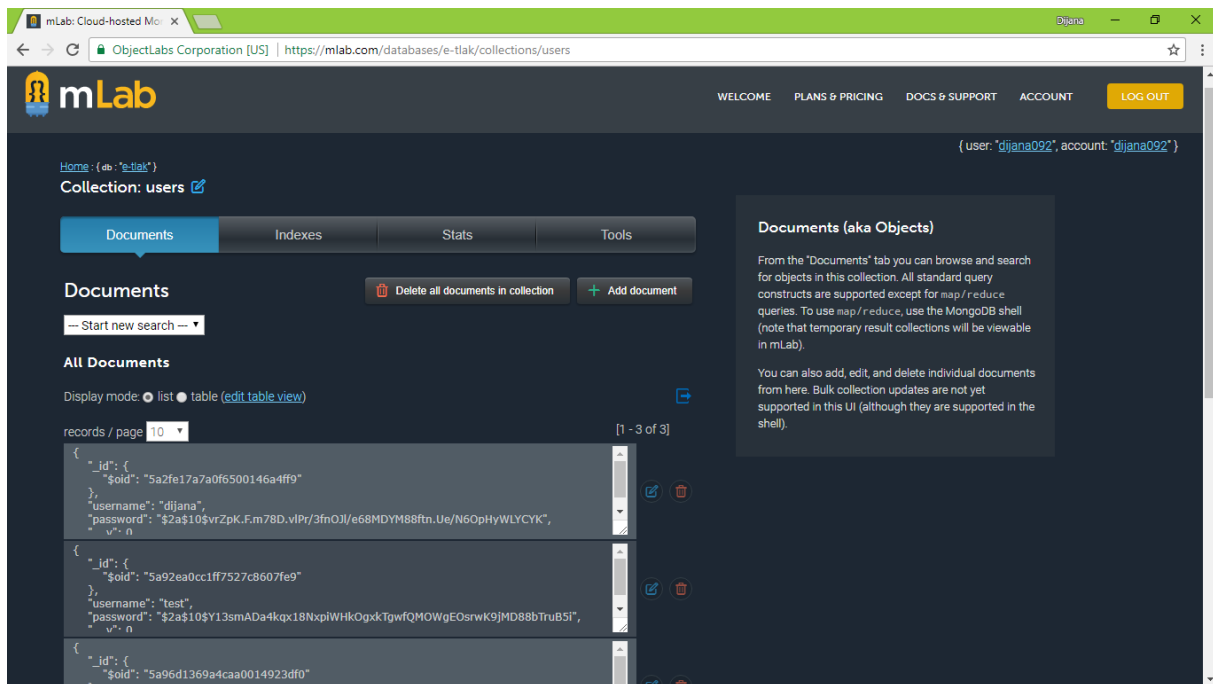 mLab: Cloud-hosted Mo
Dijana
ObjectLabs Corporation [US] | https://mlab.com/databases/e-tlak/collections/users
mLab
WELCOME PLANS & PRICING DOCS & SUPPORT ACCOUNT LOG OUT
{ user: "dijana092", account: "dijana092" }
Home : { db : "e-tlak" }
Collection: users
Documents Indexes Stats Tools
Documents
Delete all documents in collection
Add document
--- Start new search ---
All Documents
Display mode: list table (edit table view)
records / page 10
[1 - 3 of 3]
{
"_id": {
"$oid": "5a2fe17a7a0f6500146a4ff9"
},
"username": "dijana",
"password": "$2a$10$vrZpK.F.m78D.vlPr/3fnOJl/e68MDYM88ftn.Ue/N6OpHyWLYCYK",
"__v": 0
{
"_id": {
"$oid": "5a92ea0cc1ff7527c8607fe9"
},
"username": "test",
"password": "$2a$10$Y13smADa4kqx18NxpiWHkOgxkTgwfQMOWgEOsrwK9jMD88bTruB5i",
"__v": 0
{
"_id": {
"$oid": "5a96d1369a4caa0014923df0"
Documents (aka Objects)
From the "Documents" tab you can browse and search
for objects in this collection. All standard query
constructs are supported except for map/reduce
queries. To use map/reduce, use the MongoDB shell
(note that temporary result collections will be viewable
in mLab).
You can also add, edit, and delete individual documents
from here. Bulk collection updates are not yet
supported in this UI (although they are supported in the
shell).